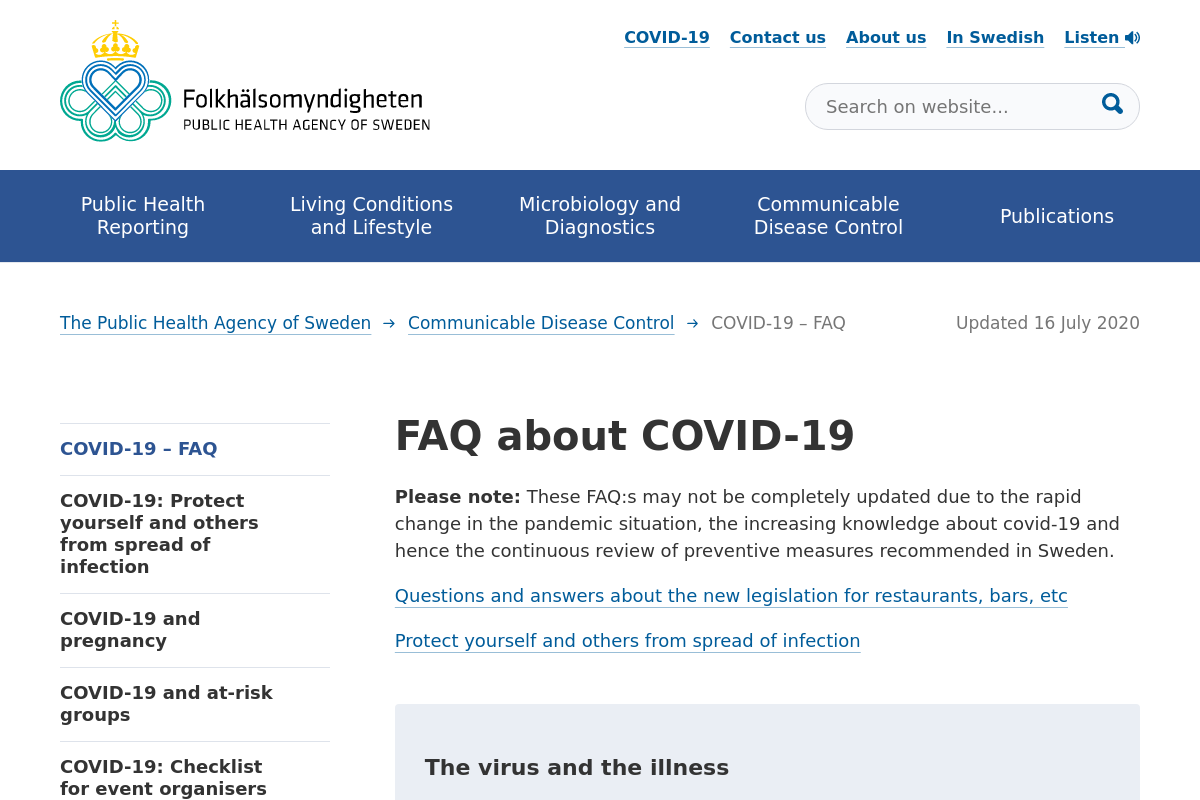 COVID-19 Contact us About us In Swedish Listen
Folkhälsomyndigheten
PUBLIC HEALTH AGENCY OF SWEDEN
Search on website...
Public Health
Reporting
Living Conditions
and Lifestyle
Microbiology and
Diagnostics
Communicable
Disease Control
Publications
The Public Health Agency of Sweden → Communicable Disease Control → COVID-19 – FAQ
Updated 16 July 2020
COVID-19 – FAQ
COVID-19: Protect
yourself and others
from spread of
infection
COVID-19 and
pregnancy
COVID-19 and at-risk
groups
COVID-19: Checklist
for event organisers
FAQ about COVID-19
Please note: These FAQ:s may not be completely updated due to the rapid
change in the pandemic situation, the increasing knowledge about covid-19 and
hence the continuous review of preventive measures recommended in Sweden.
Questions and answers about the new legislation for restaurants, bars, etc
Protect yourself and others from spread of infection
The virus and the illness